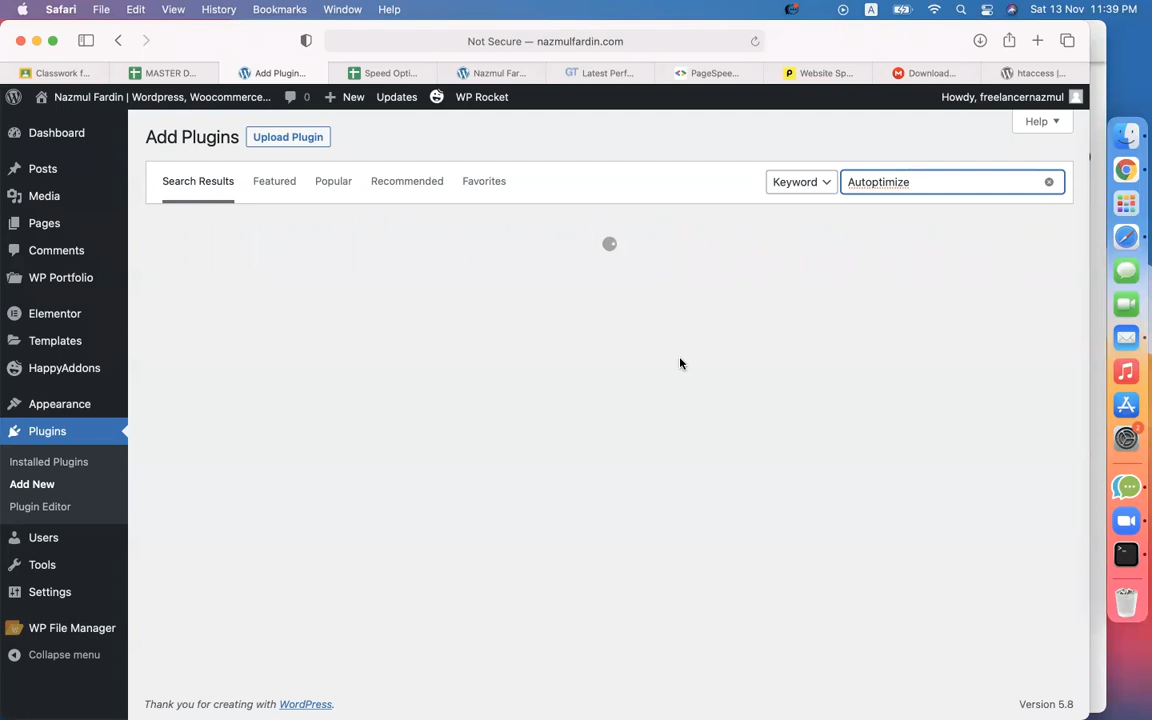 Safari File Edit View History Bookmarks Window Help A Sat 13 Nov 11:39 PM
Not Secure — nazmulfardin.com
Classwork f... MASTER D... Add Plugin... Speed Opti... Nazmul Far... GT Latest Perf... PageSpee... P Website Sp... M Download... htaccess |...
Nazmul Fardin | Wordpress, Woocommerce... 0 + New Updates WP Rocket Howdy, freelancernazmul
Help
Dashboard
Posts
Media
Pages
Comments
WP Portfolio
Elementor
Templates
HappyAddons
Appearance
Plugins
Installed Plugins
Add New
Plugin Editor
Users
Tools
Settings
WP File Manager
Collapse menu
Add Plugins Upload Plugin
Search Results Featured Popular Recommended Favorites Keyword Autoptimize
Thank you for creating with WordPress. Version 5.8
2